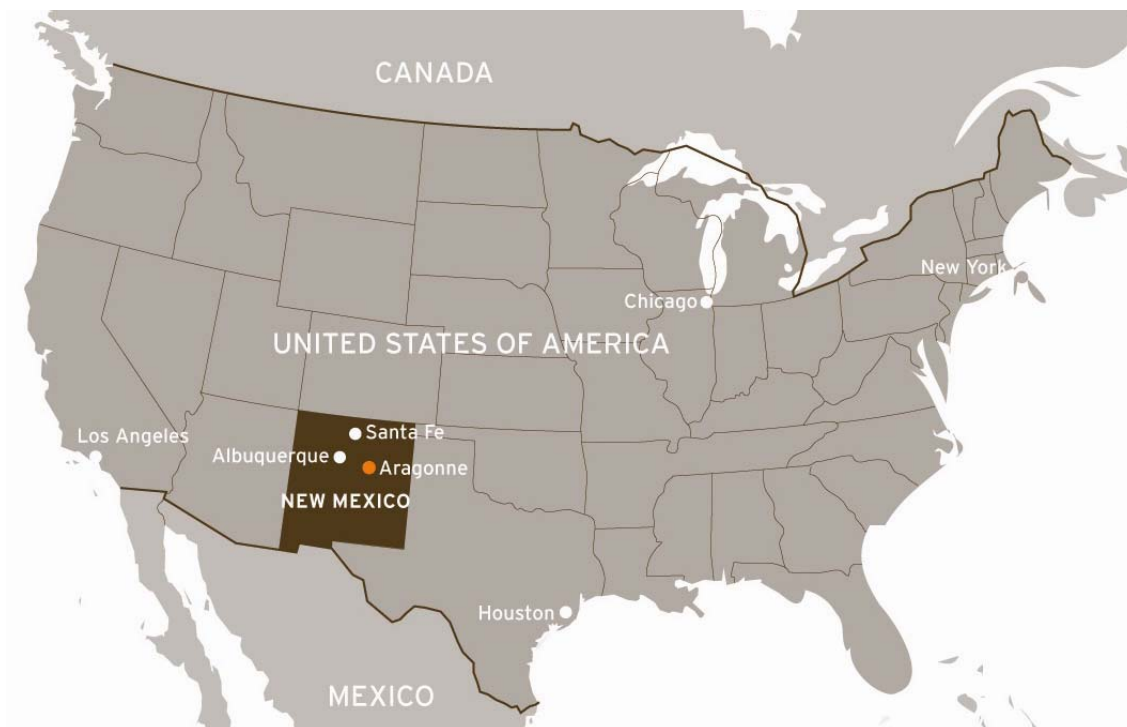 CANADA
New York
Chicago
UNITED STATES OF AMERICA
Los Angeles
Santa Fe
Albuquerque
Aragonne
NEW MEXICO
Houston
MEXICO